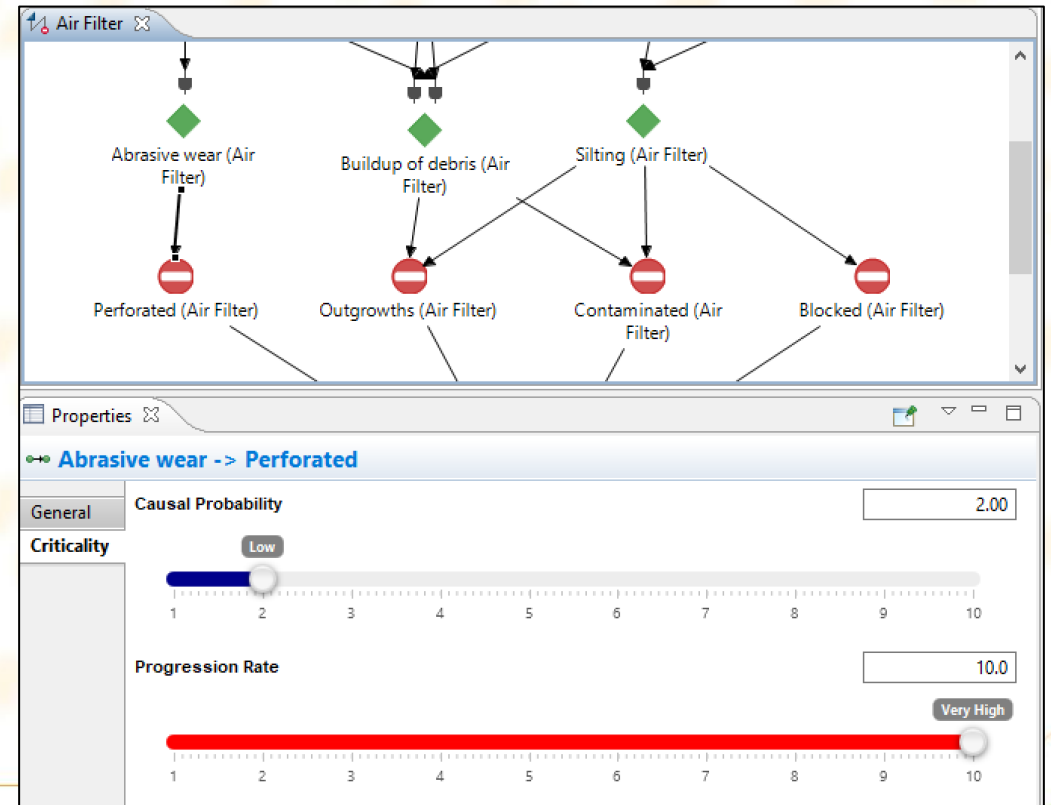 Air Filter
Abrasive wear (Air
Filter)
Buildup of debris (Air
Filter)
Silting (Air Filter)
Perforated (Air Filter)
Outgrowths (Air Filter)
Contaminated (Air
Filter)
Blocked (Air Filter)
Properties
Abrasive wear -> Perforated
General
Criticality
Causal Probability
2.00
Low
1 2 3 4 5 6 7 8 9 10
Progression Rate
10.0
Very High
1 2 3 4 5 6 7 8 9 10